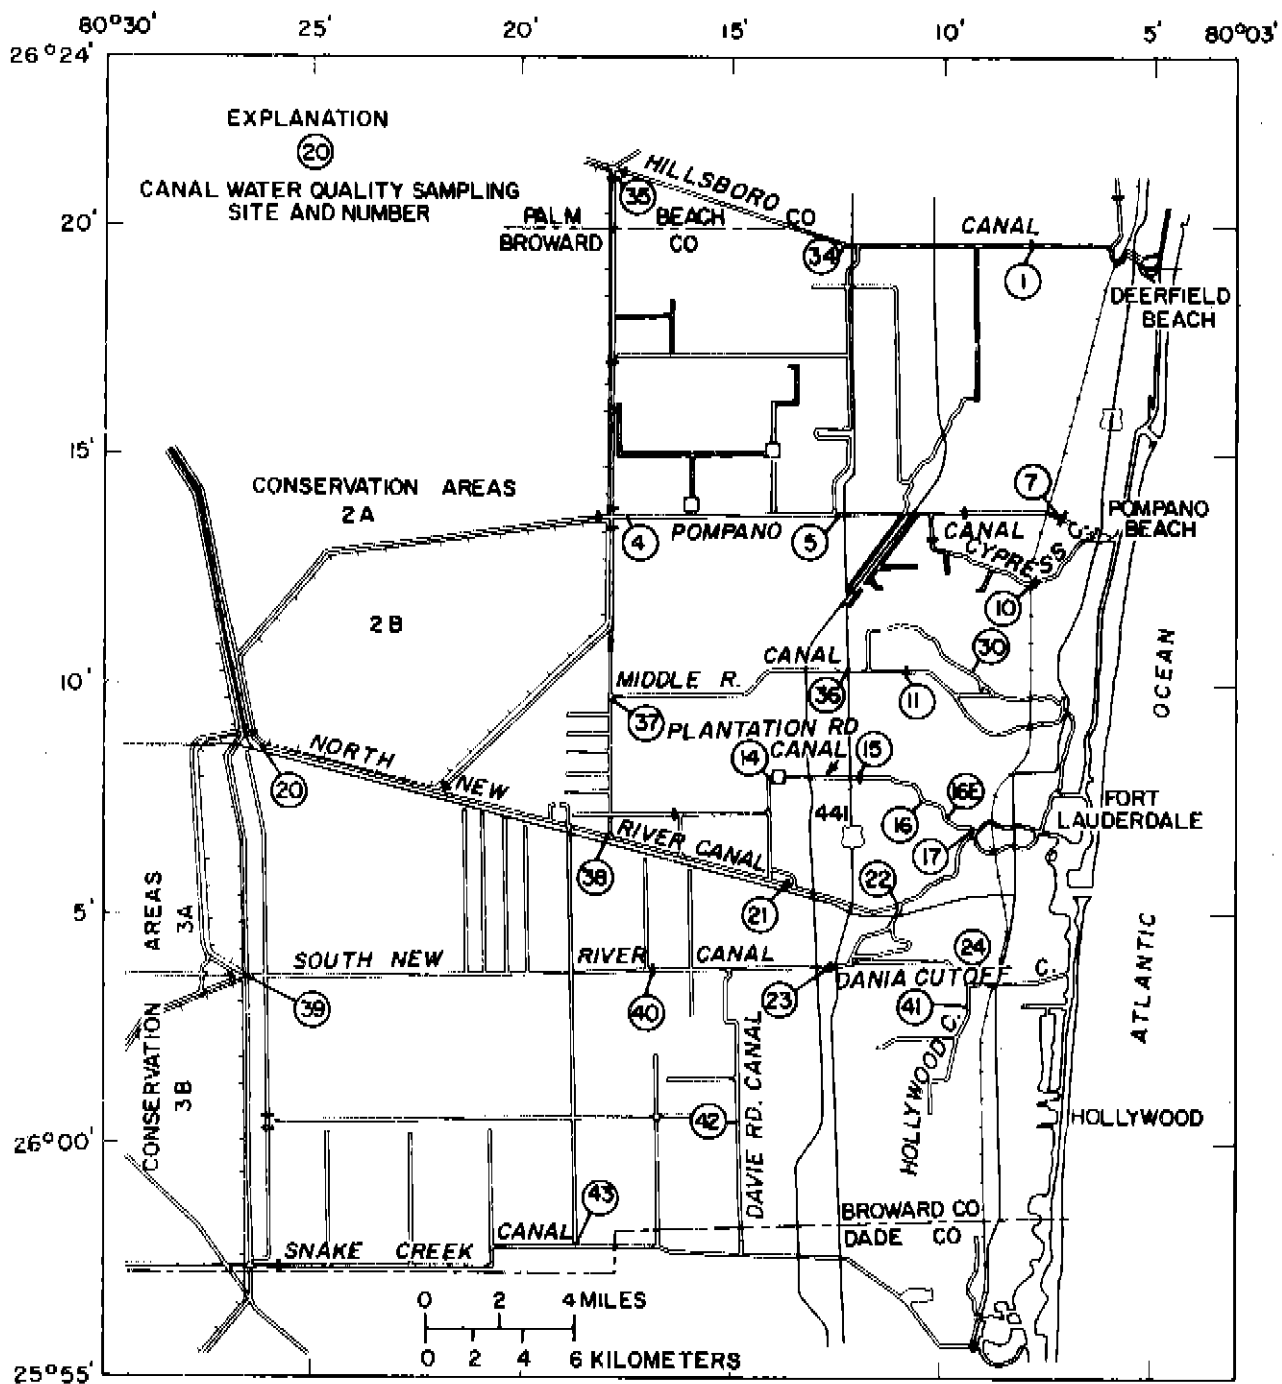 80°30' 25' 20' 15' 10' 5' 80°03'
26°24'
EXPLANATION
20
CANAL WATER QUALITY SAMPLING
SITE AND NUMBER
HILLSBORO
CANAL
35
20'
PALM BEACH CO
BROWARD CO
34
1
DEERFIELD
BEACH
15'
CONSERVATION AREAS
2A
7
POMPANO
BEACH
4
POMPANO
5
CANAL
CYPRESS C.
10
2B
30
10'
MIDDLE R.
CANAL
36
11
37
PLANTATION RD
CANAL
14
15
NORTH
NEW
RIVER CANAL
20
441
16
16E
FORT
LAUDERDALE
17
38
22
21
5'
CONSERVATION AREAS
3A
3B
SOUTH NEW
RIVER
CANAL
24
39
40
23
DANIA CUTOFF C.
41
DAVIE RD. CANAL
HOLLYWOOD C.
42
HOLLYWOOD
26°00'
43
BROWARD CO
DADE CO
SNAKE CREEK
CANAL
ATLANTIC
OCEAN
0 2 4 MILES
0 2 4 6 KILOMETERS
25°55'